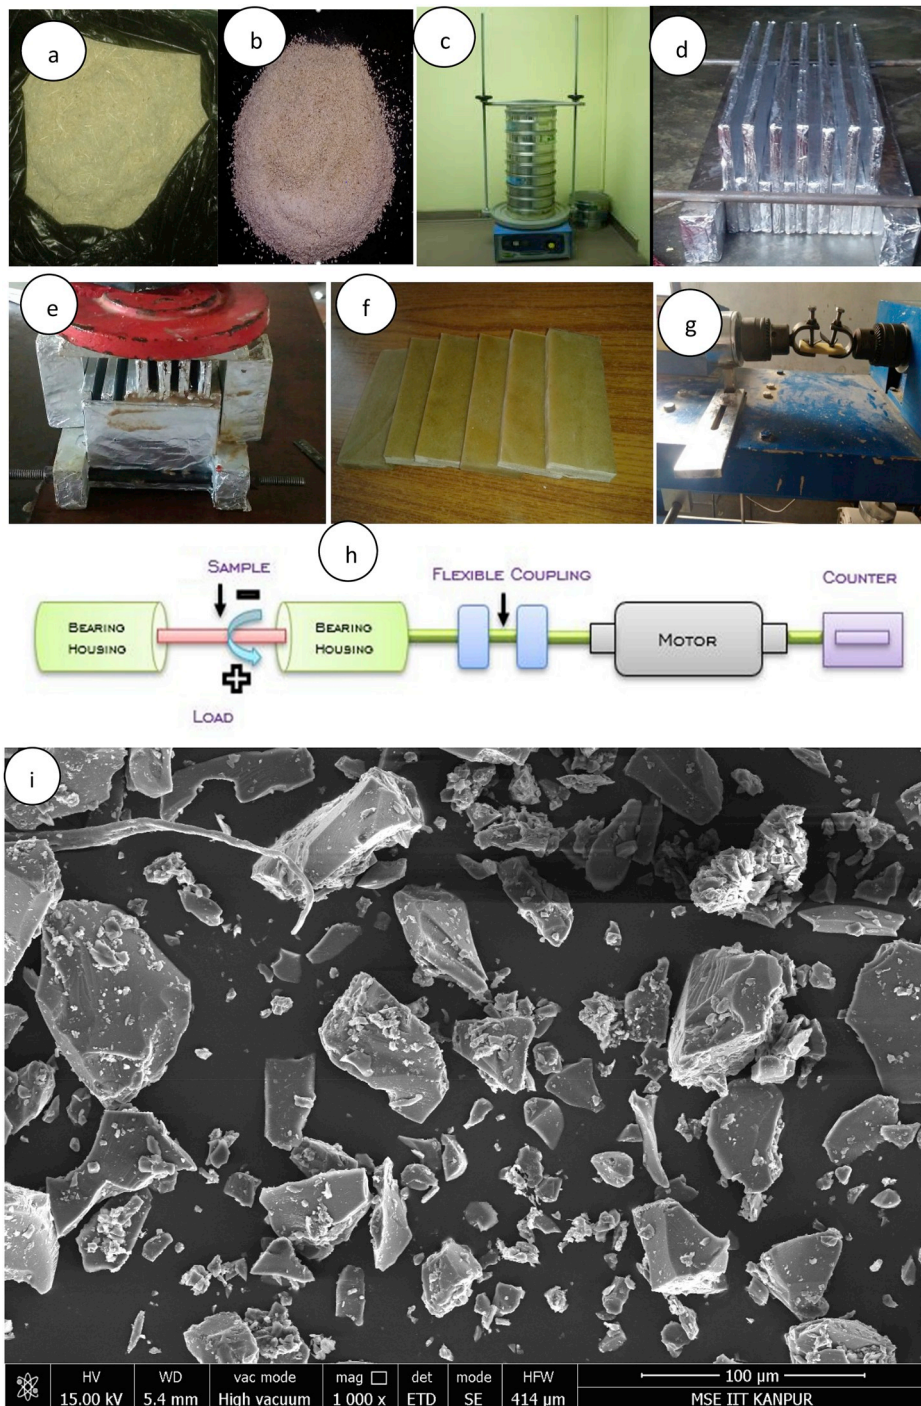 a
b
c
d
e
f
g
h
SAMPLE
FLEXIBLE COUPLING
COUNTER
BEARING
HOUSING
BEARING
HOUSING
MOTOR
LOAD
i
HV
WD
vac mode
mag
det
mode
HFW
100 µm
15.00 kV
5.4 mm
High vacuum
1 000 x
ETD
SE
414 µm
MSE IIT KANPUR